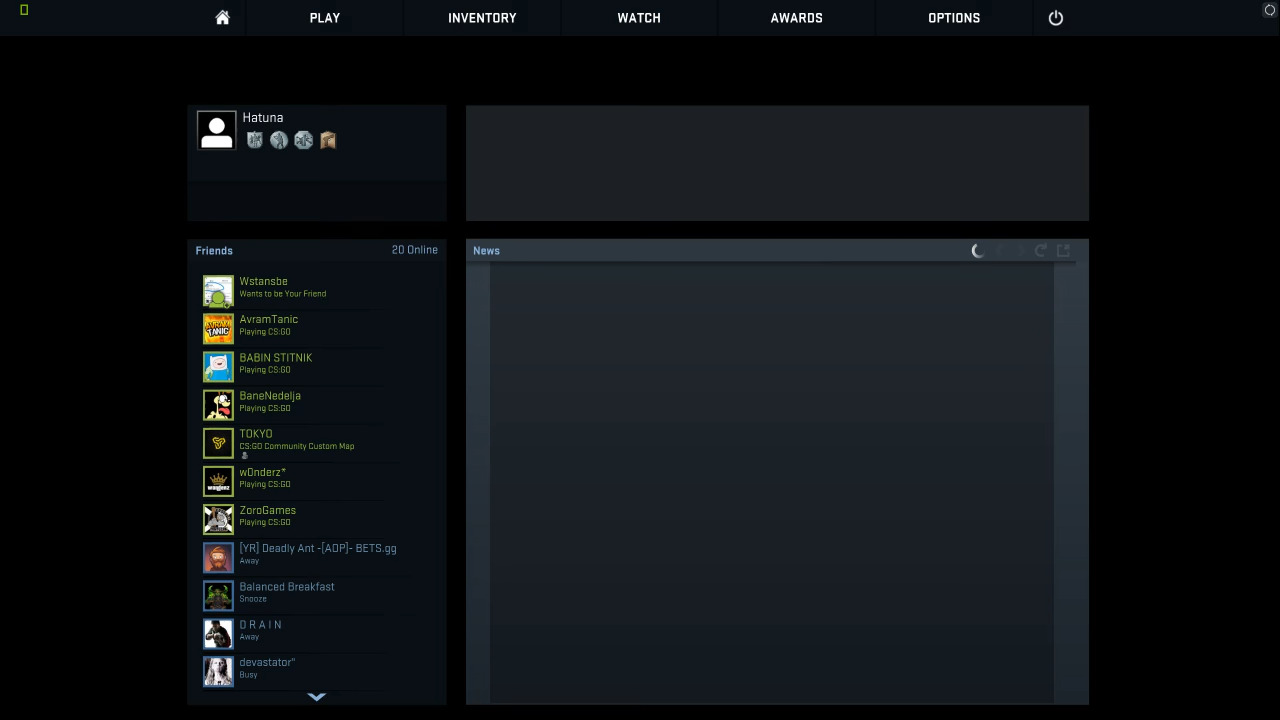 PLAY
INVENTORY
WATCH
AWARDS
OPTIONS
Hatuna
Friends
20 Online
Wstansbe
Wants to be Your Friend
AvramTanic
Playing CS:GO
BABIN STITNIK
Playing CS:GO
BaneNedelja
Playing CS:GO
TOKYO
CS:GO Community Custom Map
w0nderz*
Playing CS:GO
ZoroGames
Playing CS:GO
[YR] Deadly Ant -[ADP]- BETS.gg
Away
Balanced Breakfast
Snooze
D R A I N
Away
devastator"
Busy
News